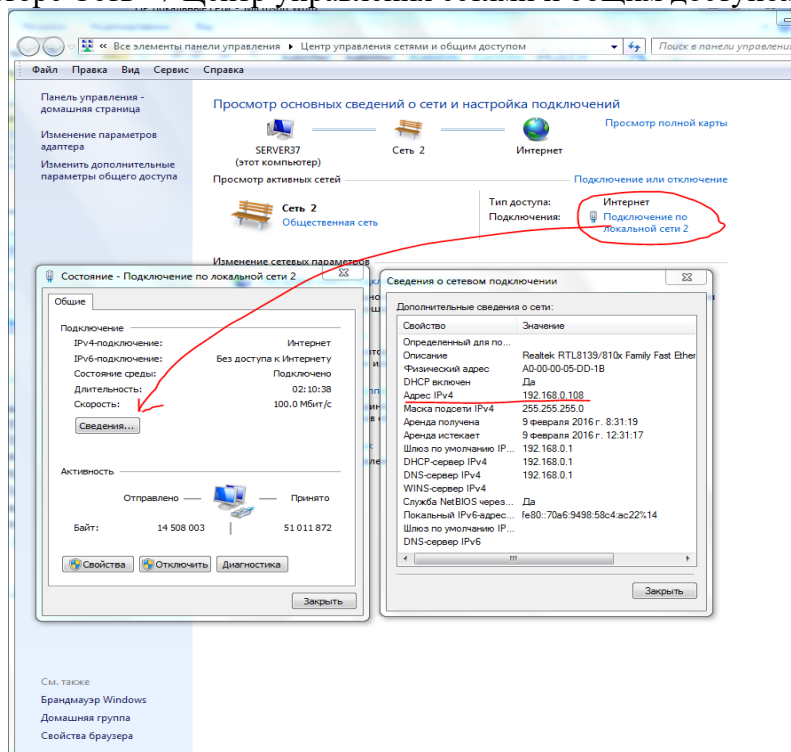 Центр управления сетями и общим доступом
« Все элементы панели управления ▸ Центр управления сетями и общим доступом
Поиск в панели управления
Файл Правка Вид Сервис Справка
Панель управления -
домашняя страница
Изменение параметров
адаптера
Изменить дополнительные
параметры общего доступа
Просмотр основных сведений о сети и настройка подключений
Просмотр полной карты
SERVER37
(этот компьютер)
Сеть 2
Интернет
Просмотр активных сетей
Подключение или отключение
Сеть 2
Общественная сеть
Тип доступа: Интернет
Подключения: Подключение по
локальной сети 2
Изменение сетевых параметров
Состояние - Подключение по локальной сети 2
Общие
Подключение
IPv4-подключение: Интернет
IPv6-подключение: Без доступа к Интернету
Состояние среды: Подключено
Длительность: 02:10:38
Скорость: 100.0 Мбит/с
Сведения...
Активность
Отправлено — — Принято
Байт: 14 508 003 | 51 011 872
Свойства Отключить Диагностика
Закрыть
Сведения о сетевом подключении
Дополнительные сведения о сети:
Свойство Значение
Определенный для по...
Описание Realtek RTL8139/810x Family Fast Ether
Физический адрес A0-00-00-05-DD-1B
DHCP включен Да
Адрес IPv4 192.168.0.108
Маска подсети IPv4 255.255.255.0
Аренда получена 9 февраля 2016 г. 8:31:19
Аренда истекает 9 февраля 2016 г. 12:31:17
Шлюз по умолчанию IP... 192.168.0.1
DHCP-сервер IPv4 192.168.0.1
DNS-сервер IPv4 192.168.0.1
WINS-сервер IPv4
Служба NetBIOS через... Да
Локальный IPv6-адрес... fe80::70a6:9498:58c4:ac22%14
Шлюз по умолчанию IP...
DNS-сервер IPv6
Закрыть
См. также
Брандмауэр Windows
Домашняя группа
Свойства браузера